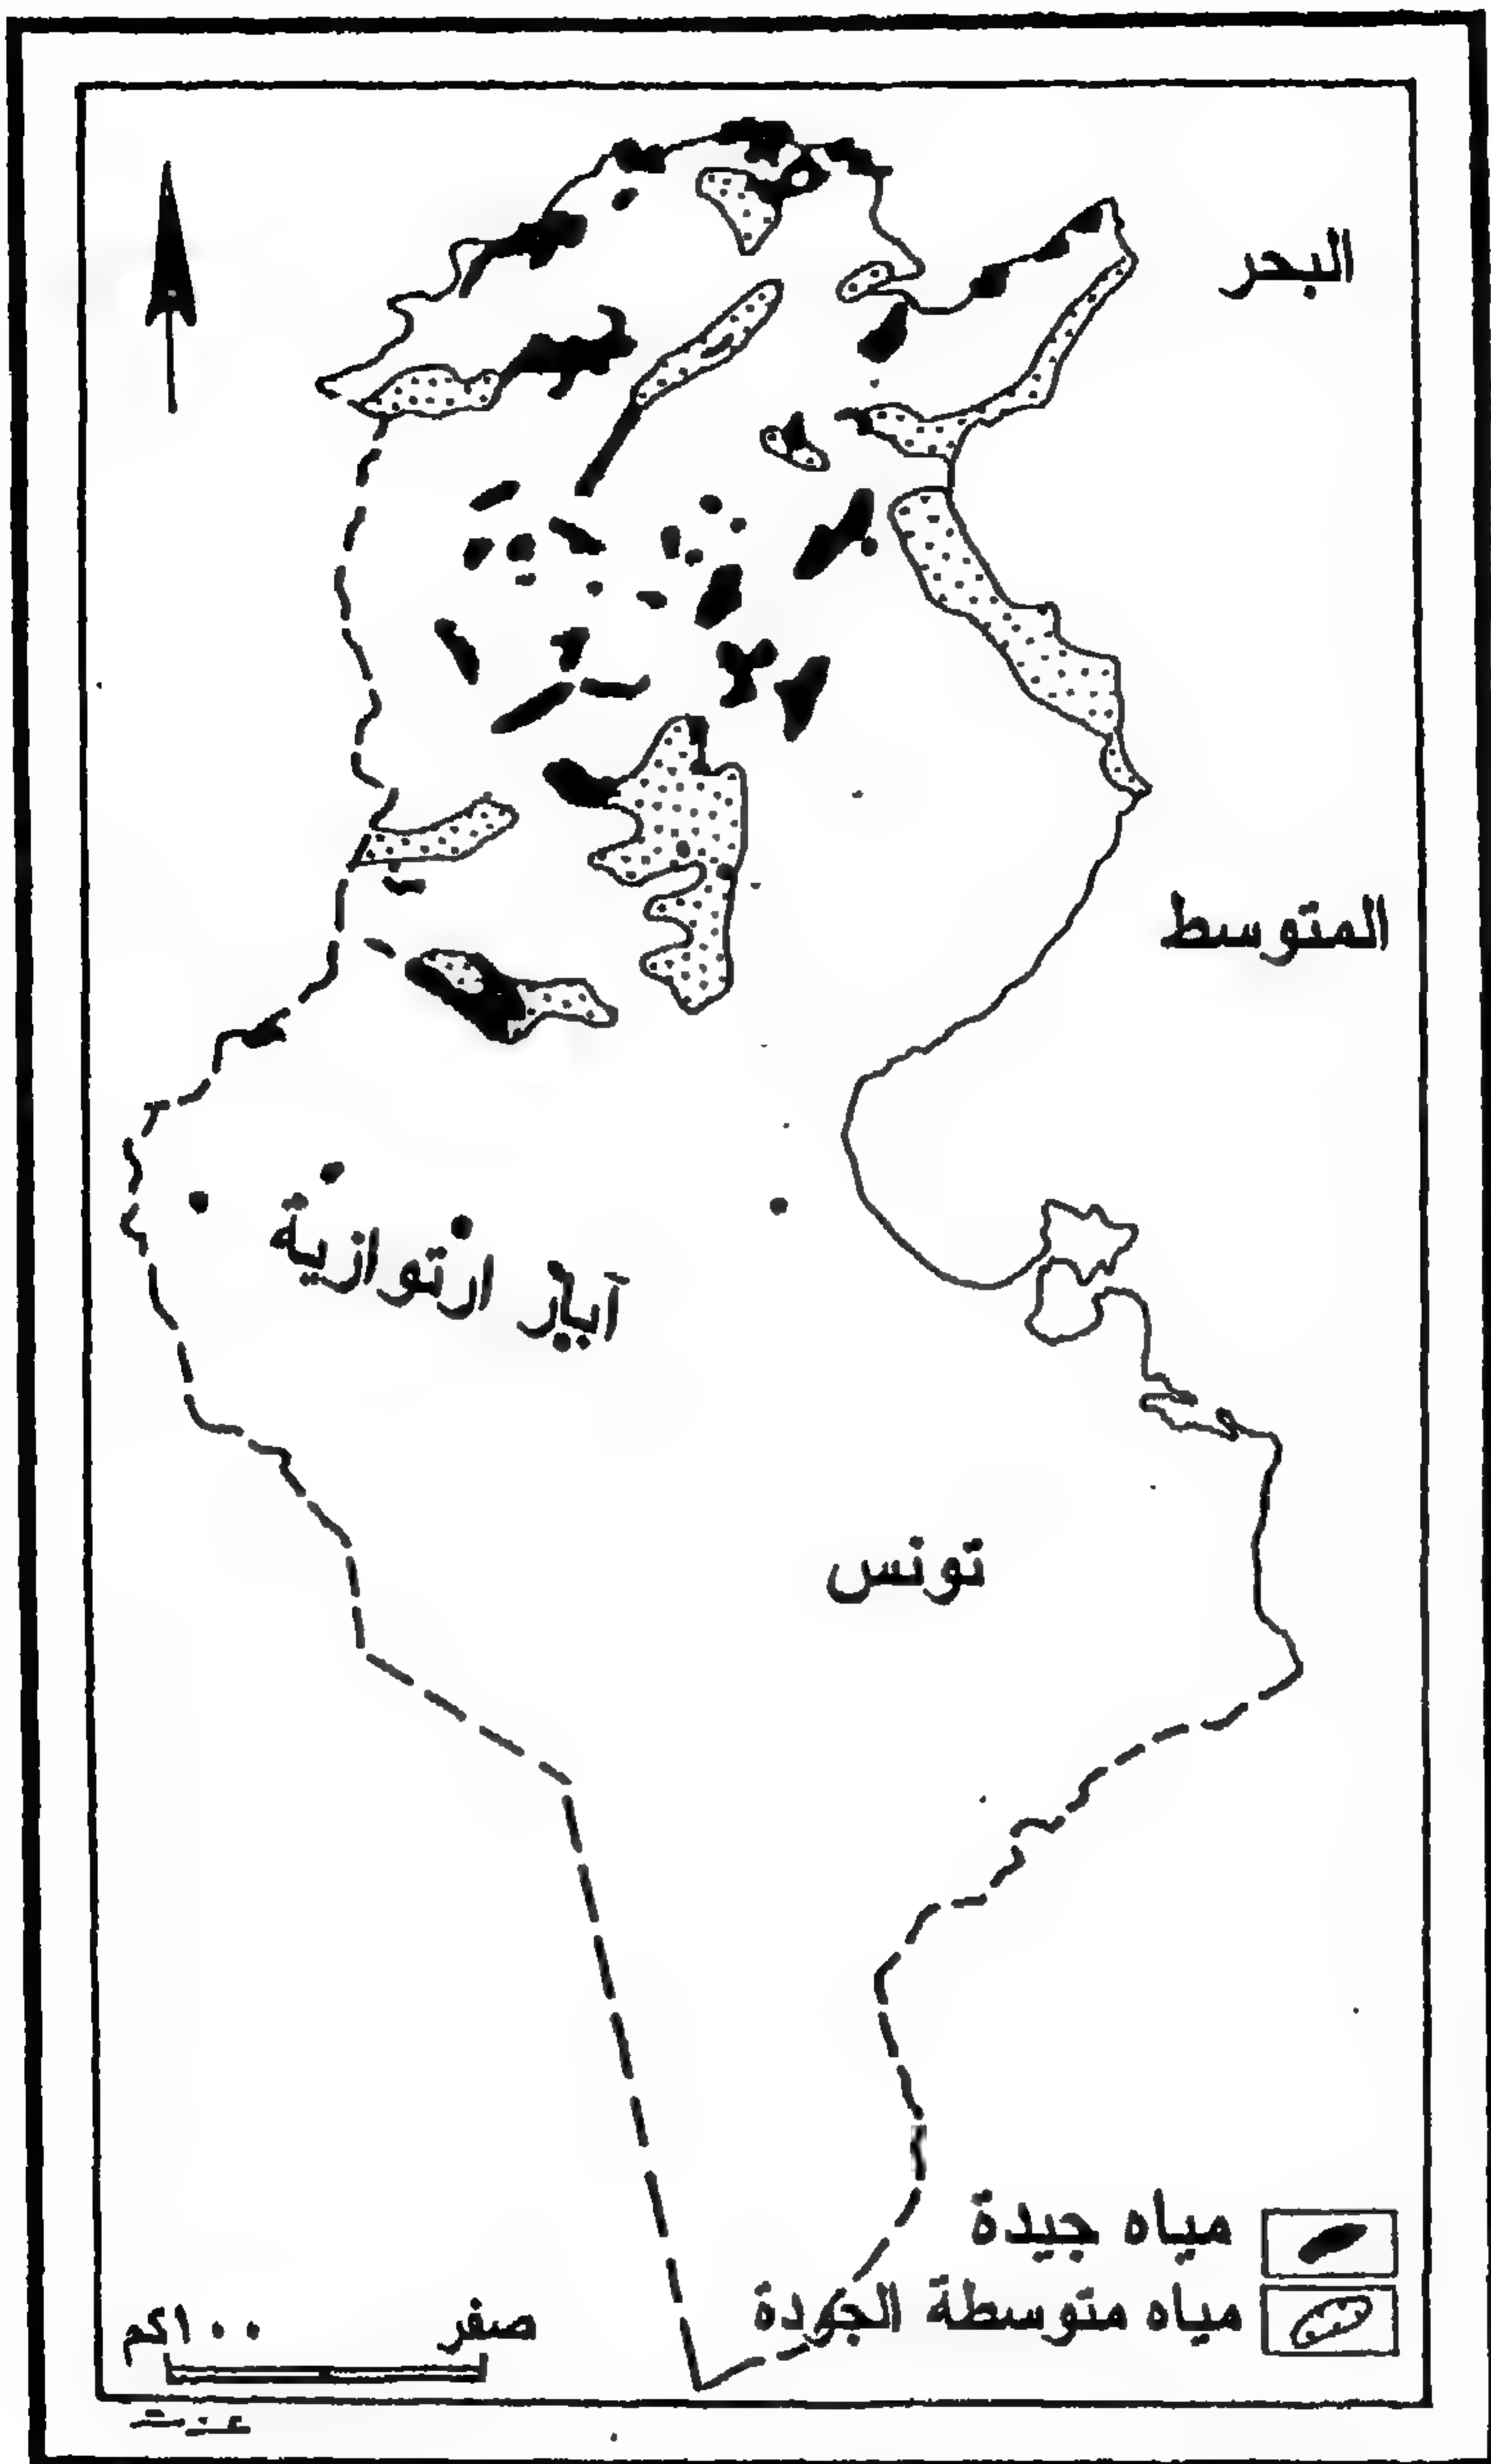 البحر
المتوسط
آبار ارتوازية
تونس
مياه جيدة
مياه متوسطة الجودة
صفر
١٠٠كم